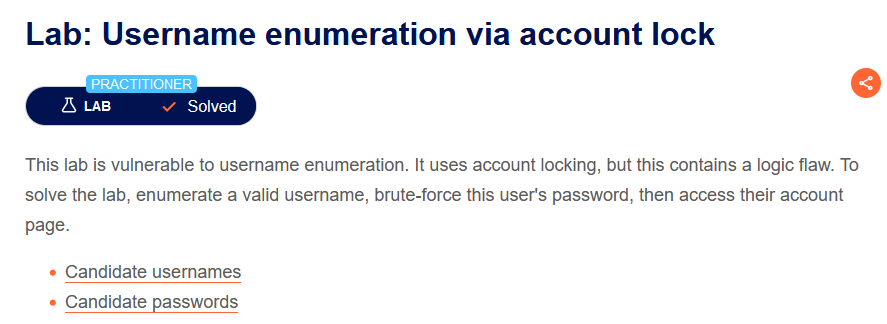 Lab: Username enumeration via account lock
PRACTITIONER
LAB Solved
This lab is vulnerable to username enumeration. It uses account locking, but this contains a logic flaw. To
solve the lab, enumerate a valid username, brute-force this user's password, then access their account
page.
Candidate usernames
Candidate passwords